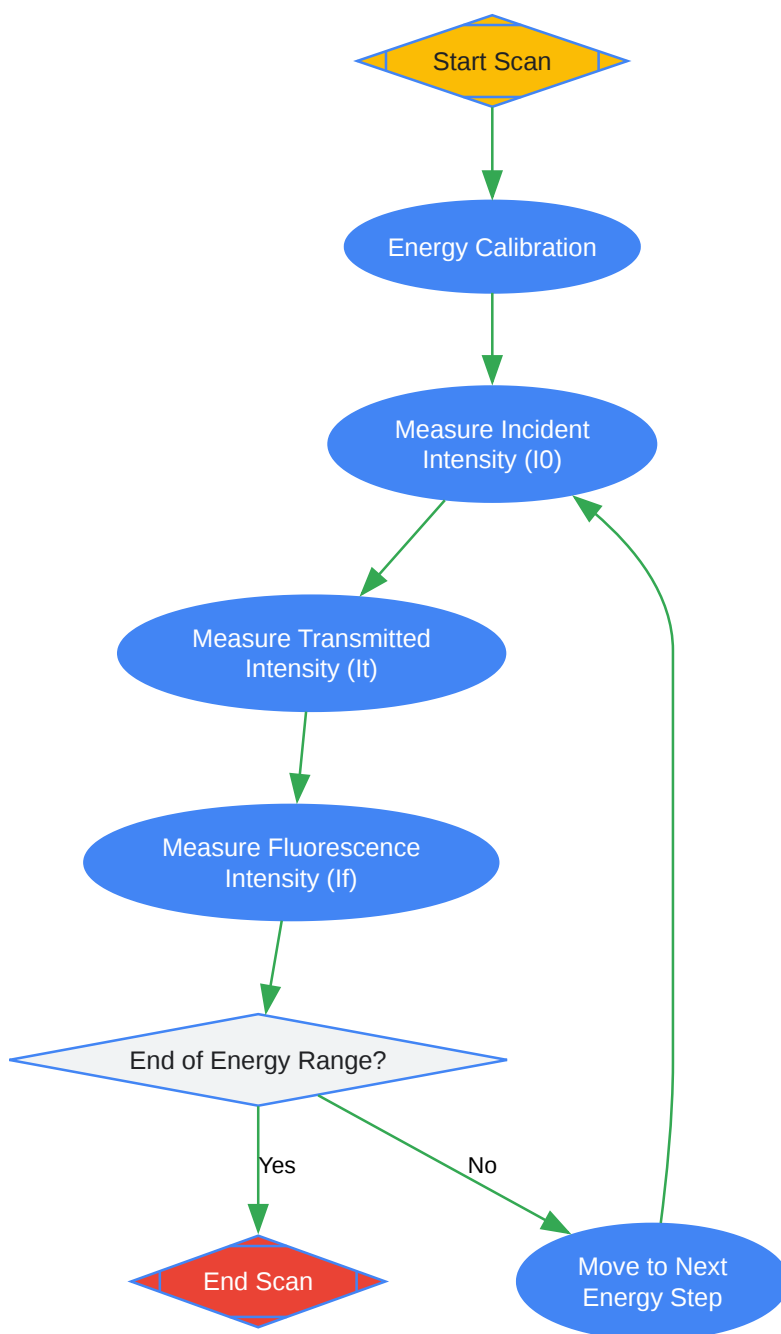 Start Scan
Energy Calibration
Measure Incident
Intensity (I0)
Measure Transmitted
Intensity (It)
Measure Fluorescence
Intensity (If)
End of Energy Range?
Yes
No
End Scan
Move to Next
Energy Step